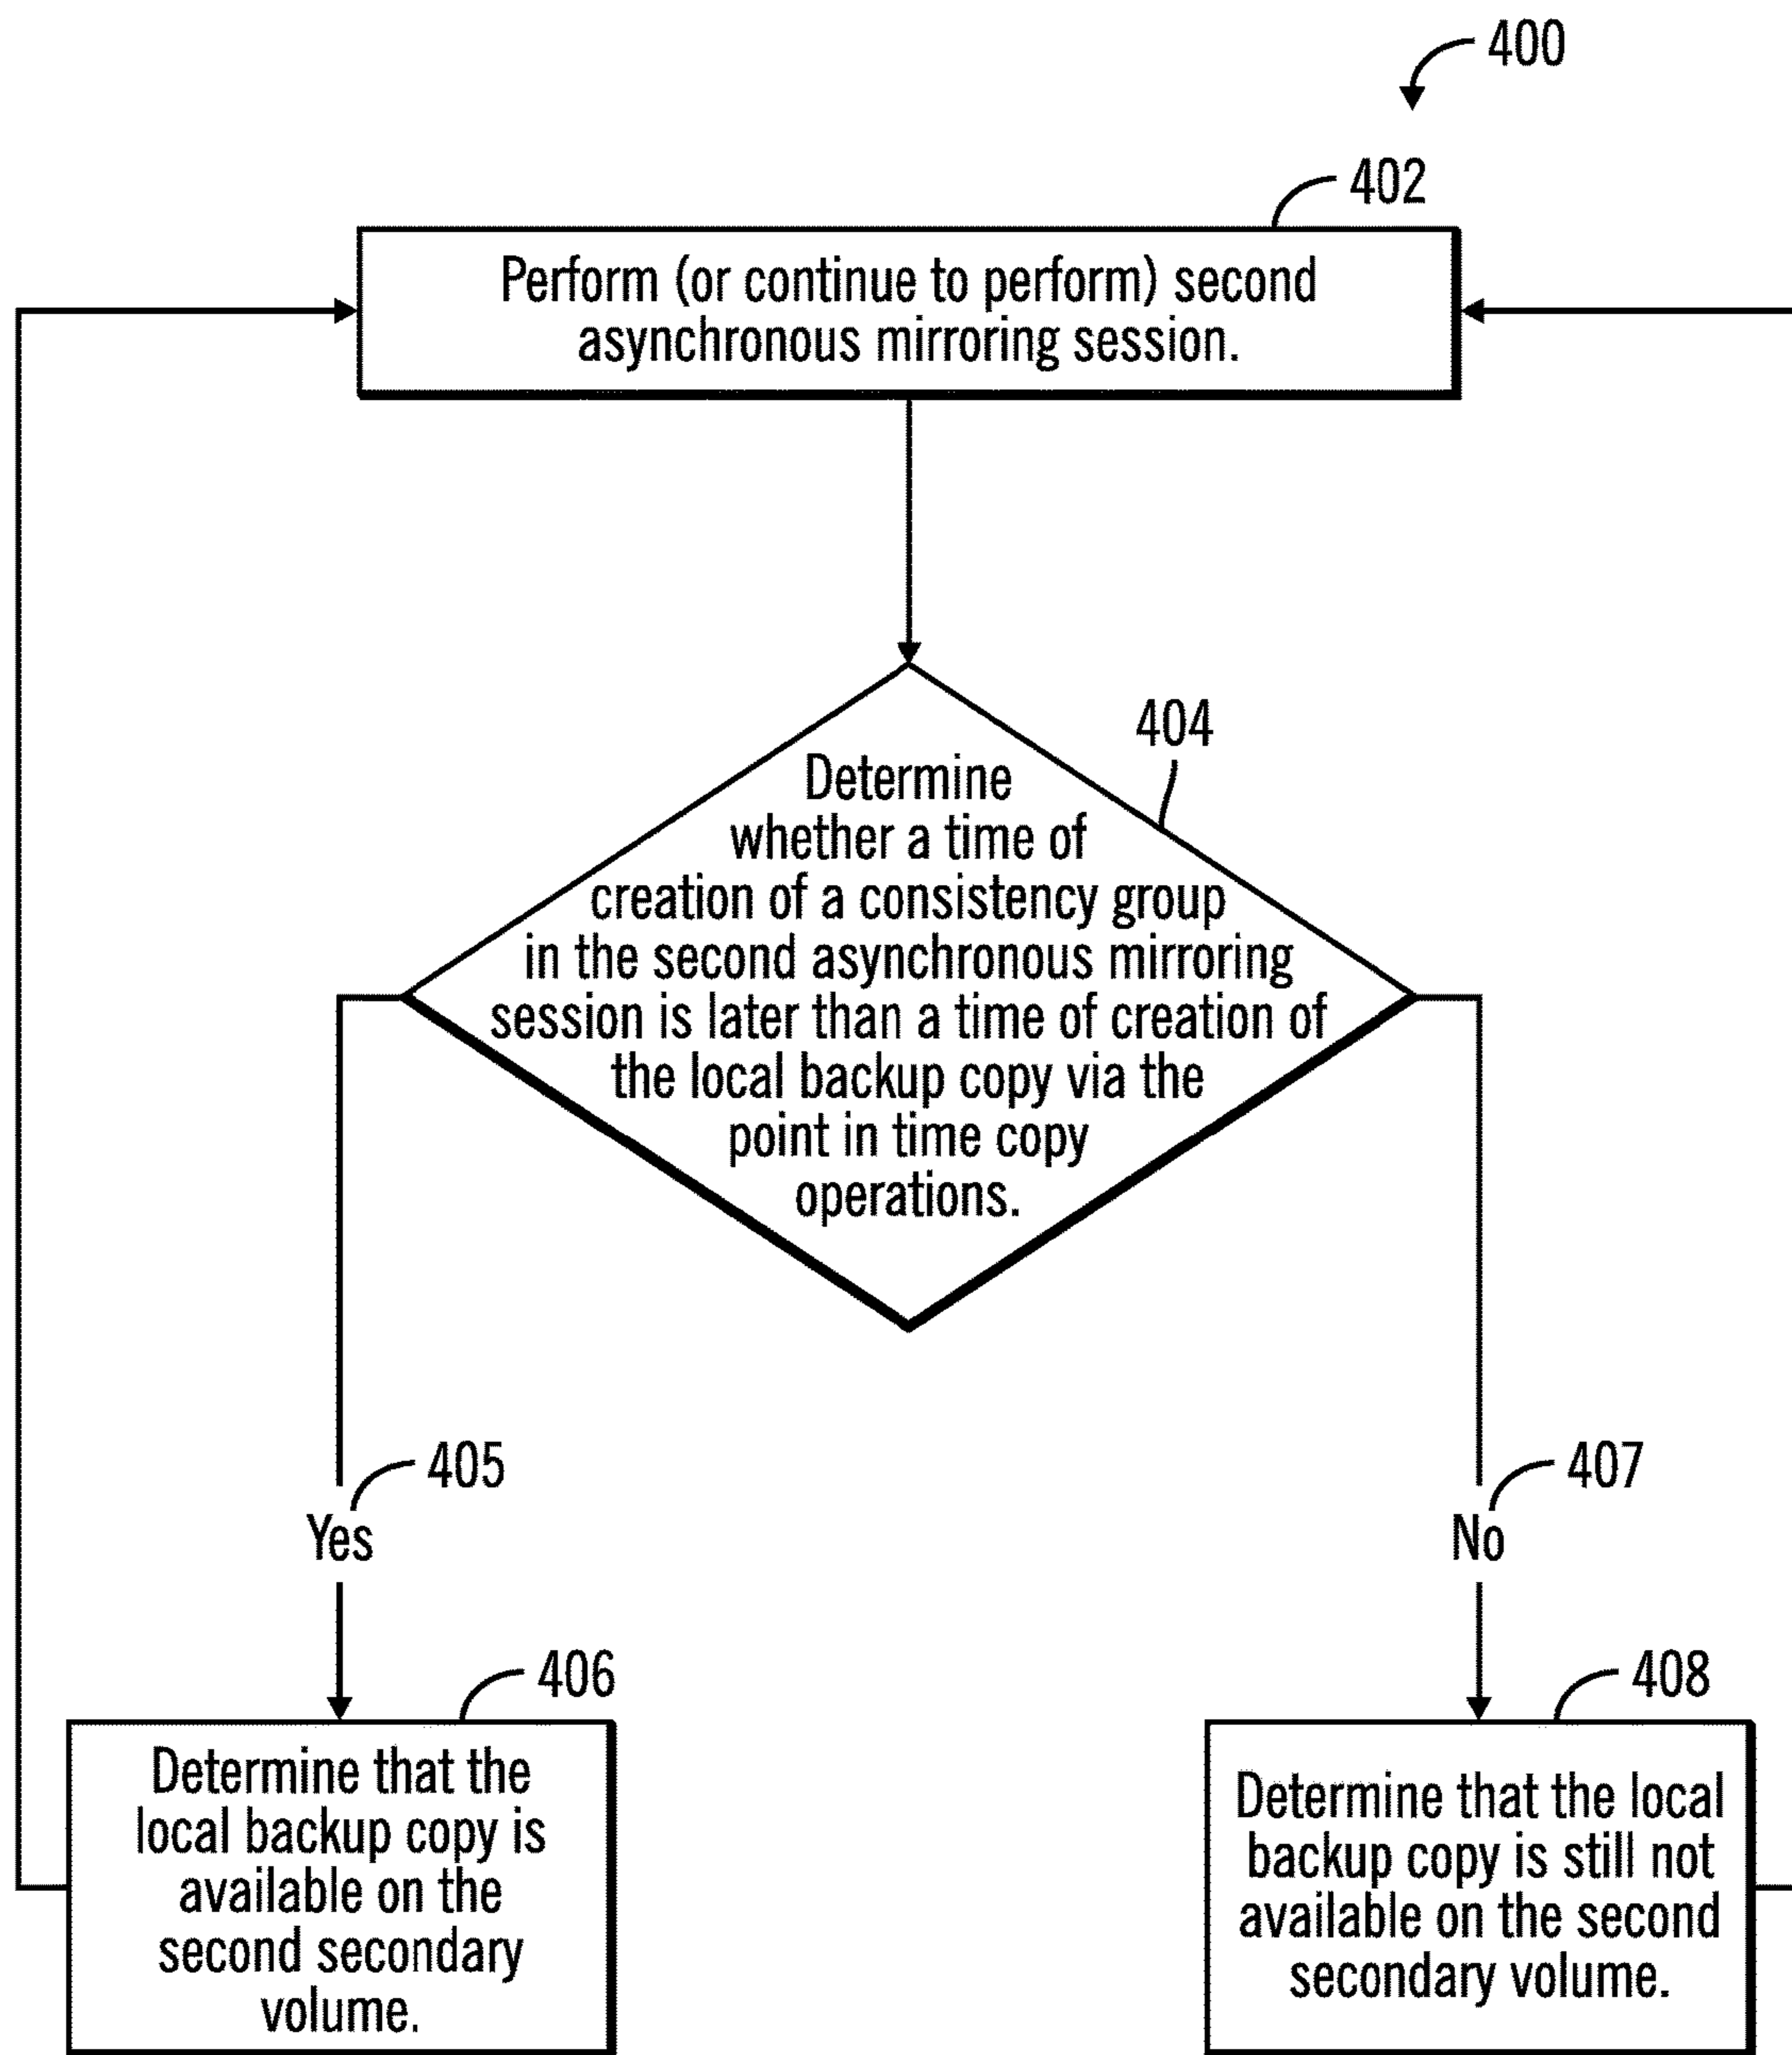 400
402
Perform (or continue to perform) second
asynchronous mirroring session.
404
Determine
whether a time of
creation of a consistency group
in the second asynchronous mirroring
session is later than a time of creation of
the local backup copy via the
point in time copy
operations.
405
Yes
407
No
406
Determine that the
local backup copy is
available on the
second secondary
volume.
408
Determine that the local
backup copy is still not
available on the second
secondary volume.